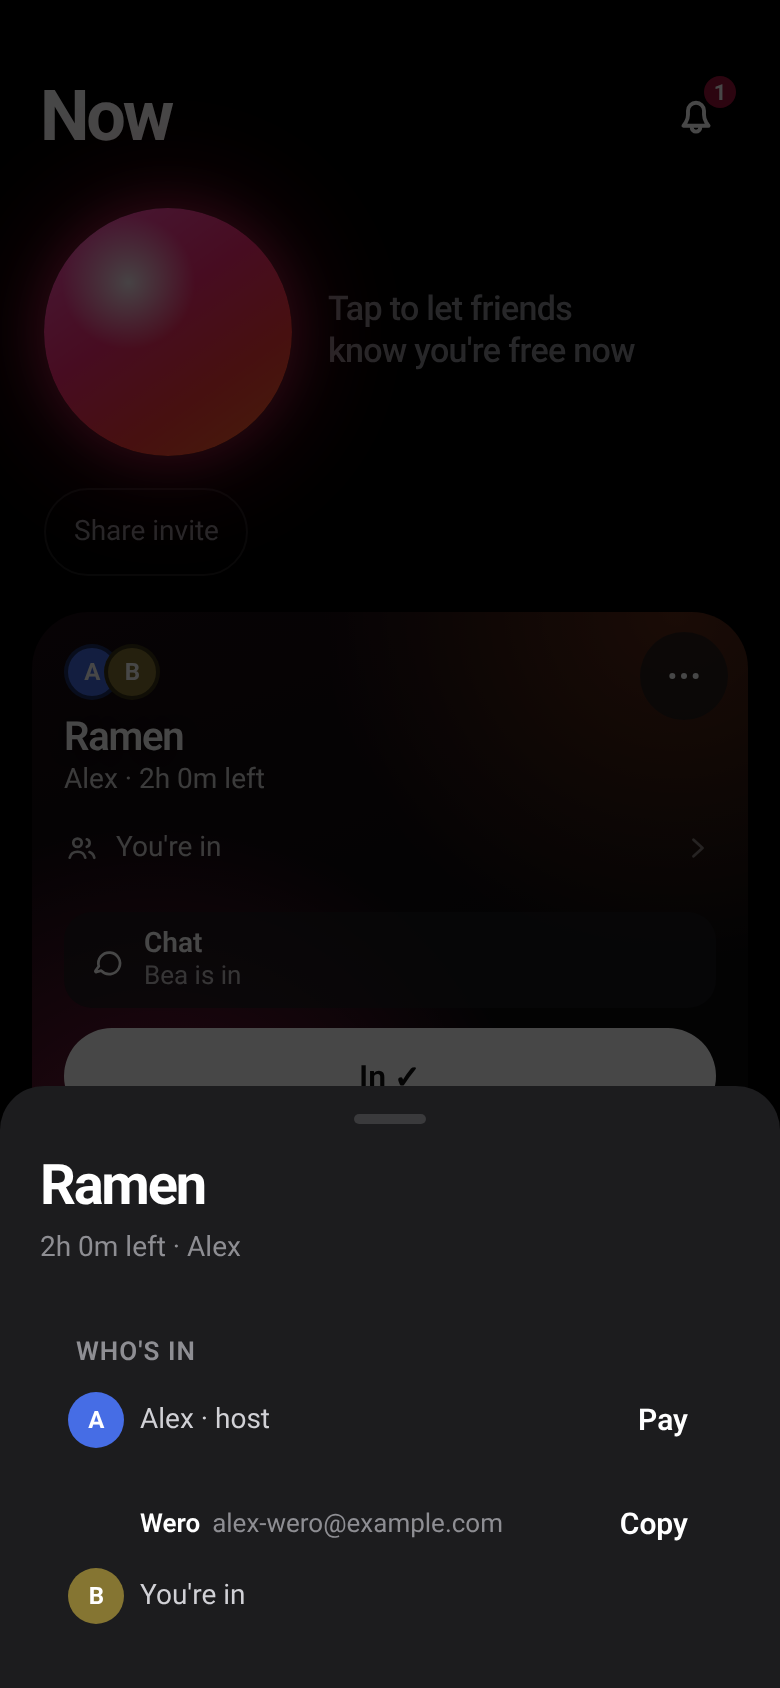 Now
1
Tap to let friends
know you're free now
Share invite
A B
Ramen
Alex · 2h 0m left
You're in
Chat
Bea is in
In ✓
Ramen
2h 0m left · Alex
WHO'S IN
A Alex · host Pay
Wero alex-wero@example.com Copy
B You're in